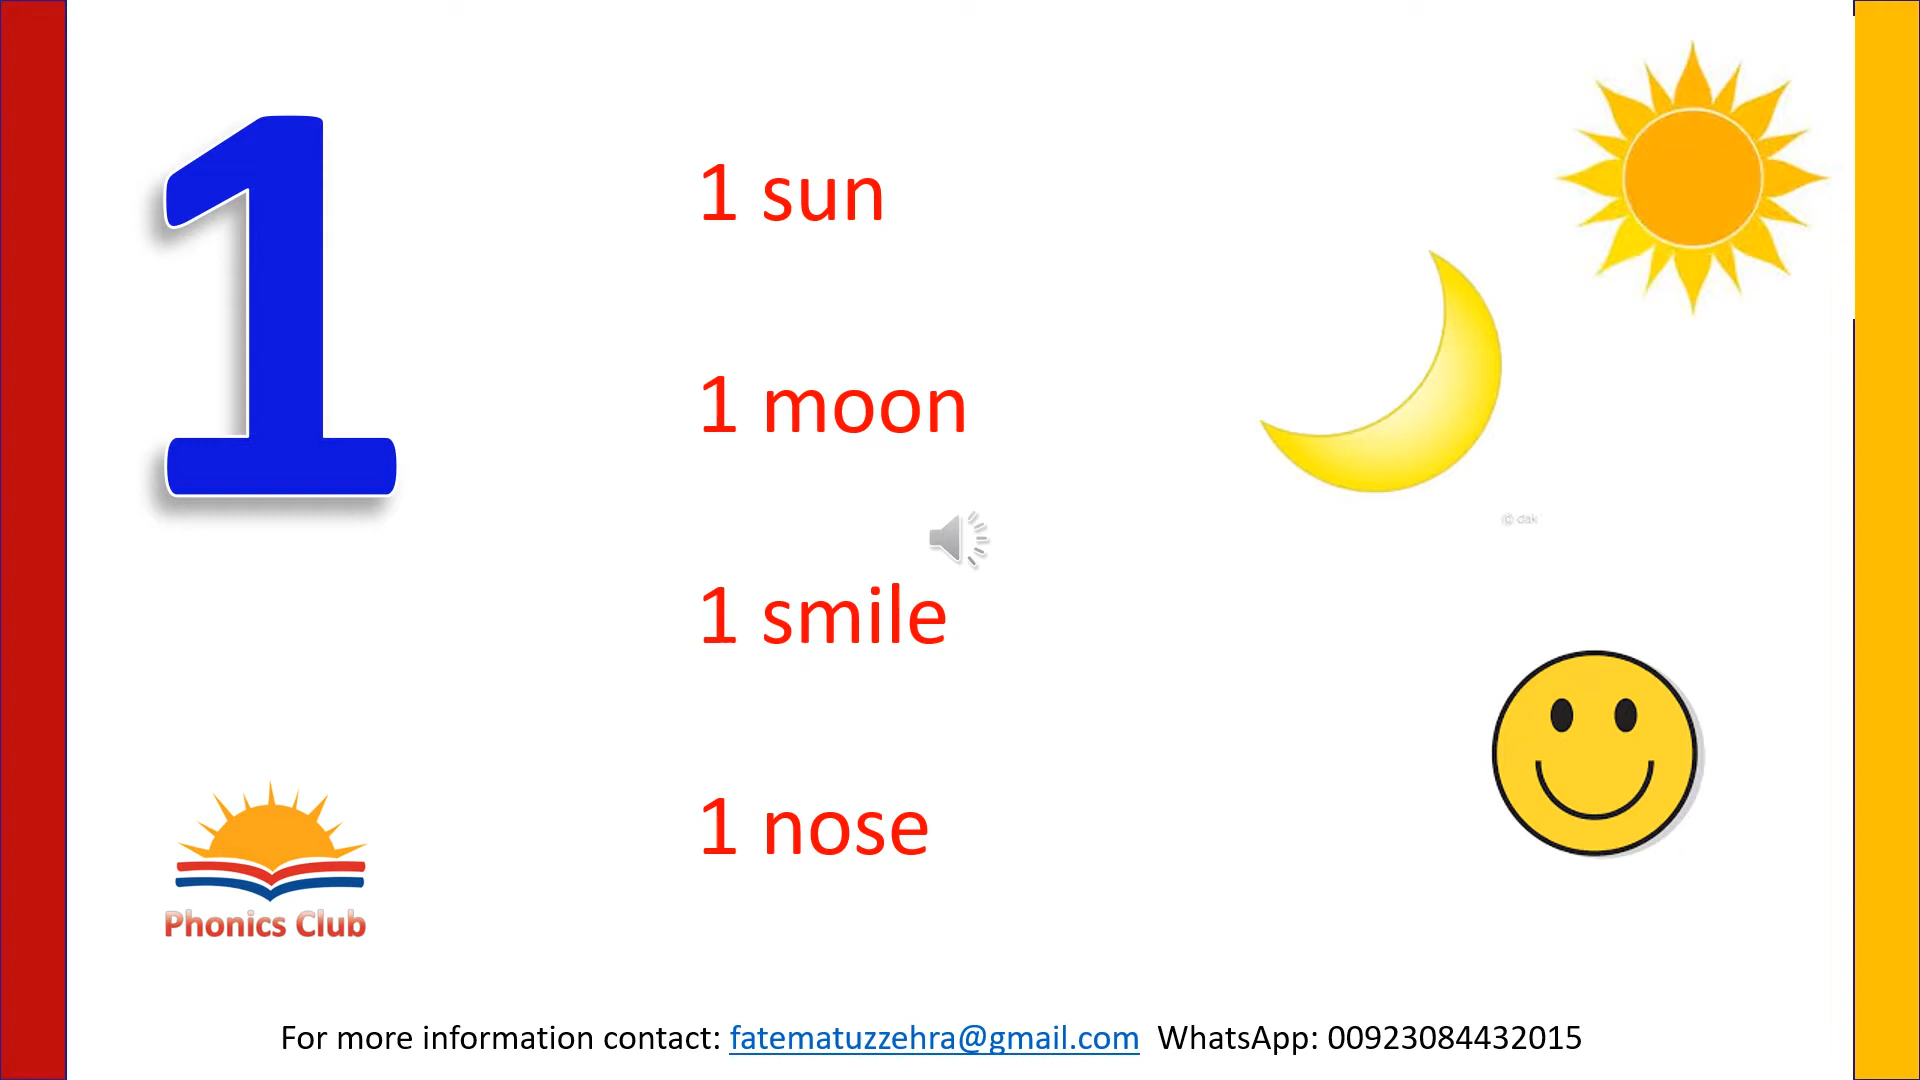 1
1 sun
1 moon
© dak
1 smile
1 nose
Phonics Club
For more information contact: fatematuzzehra@gmail.com WhatsApp: 00923084432015